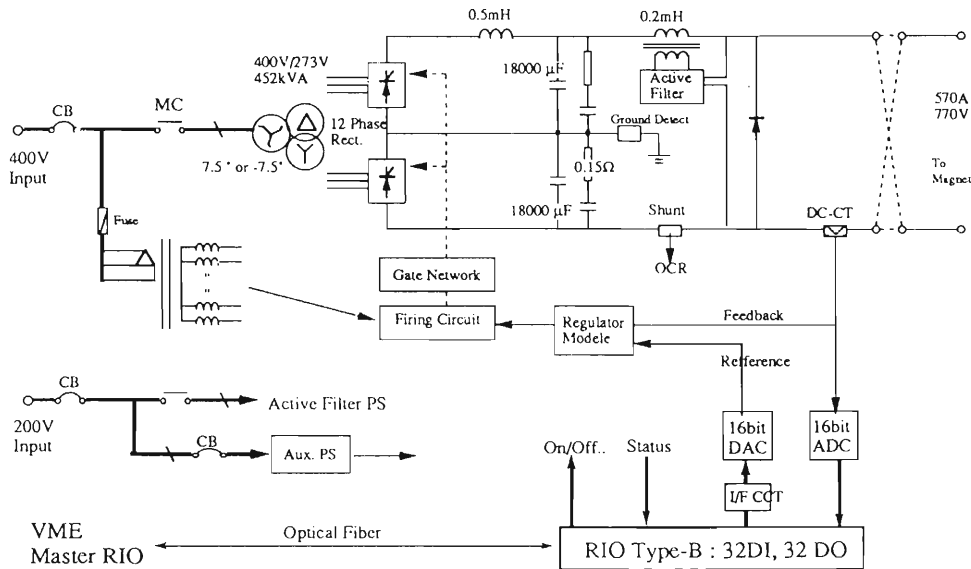 0.5mH
0.2mH
400V/273V
452kVA
18000 µF
Active
Filter
570A
770V
CB
MC
12 Phase
Rect.
Ground Detect
400V
Input
7.5° or -7.5°
0.15Ω
To
Magnet
Fuse
18000 µF
Shunt
DC-CT
OCR
Gate Network
Firing Circuit
Regulator
Modele
Feedback
Refference
CB
200V
Input
Active Filter PS
CB
Aux. PS
On/Off..
Status
16bit
DAC
16bit
ADC
I/F CCT
VME
Master RIO
Optical Fiber
RIO Type-B : 32DI, 32 DO